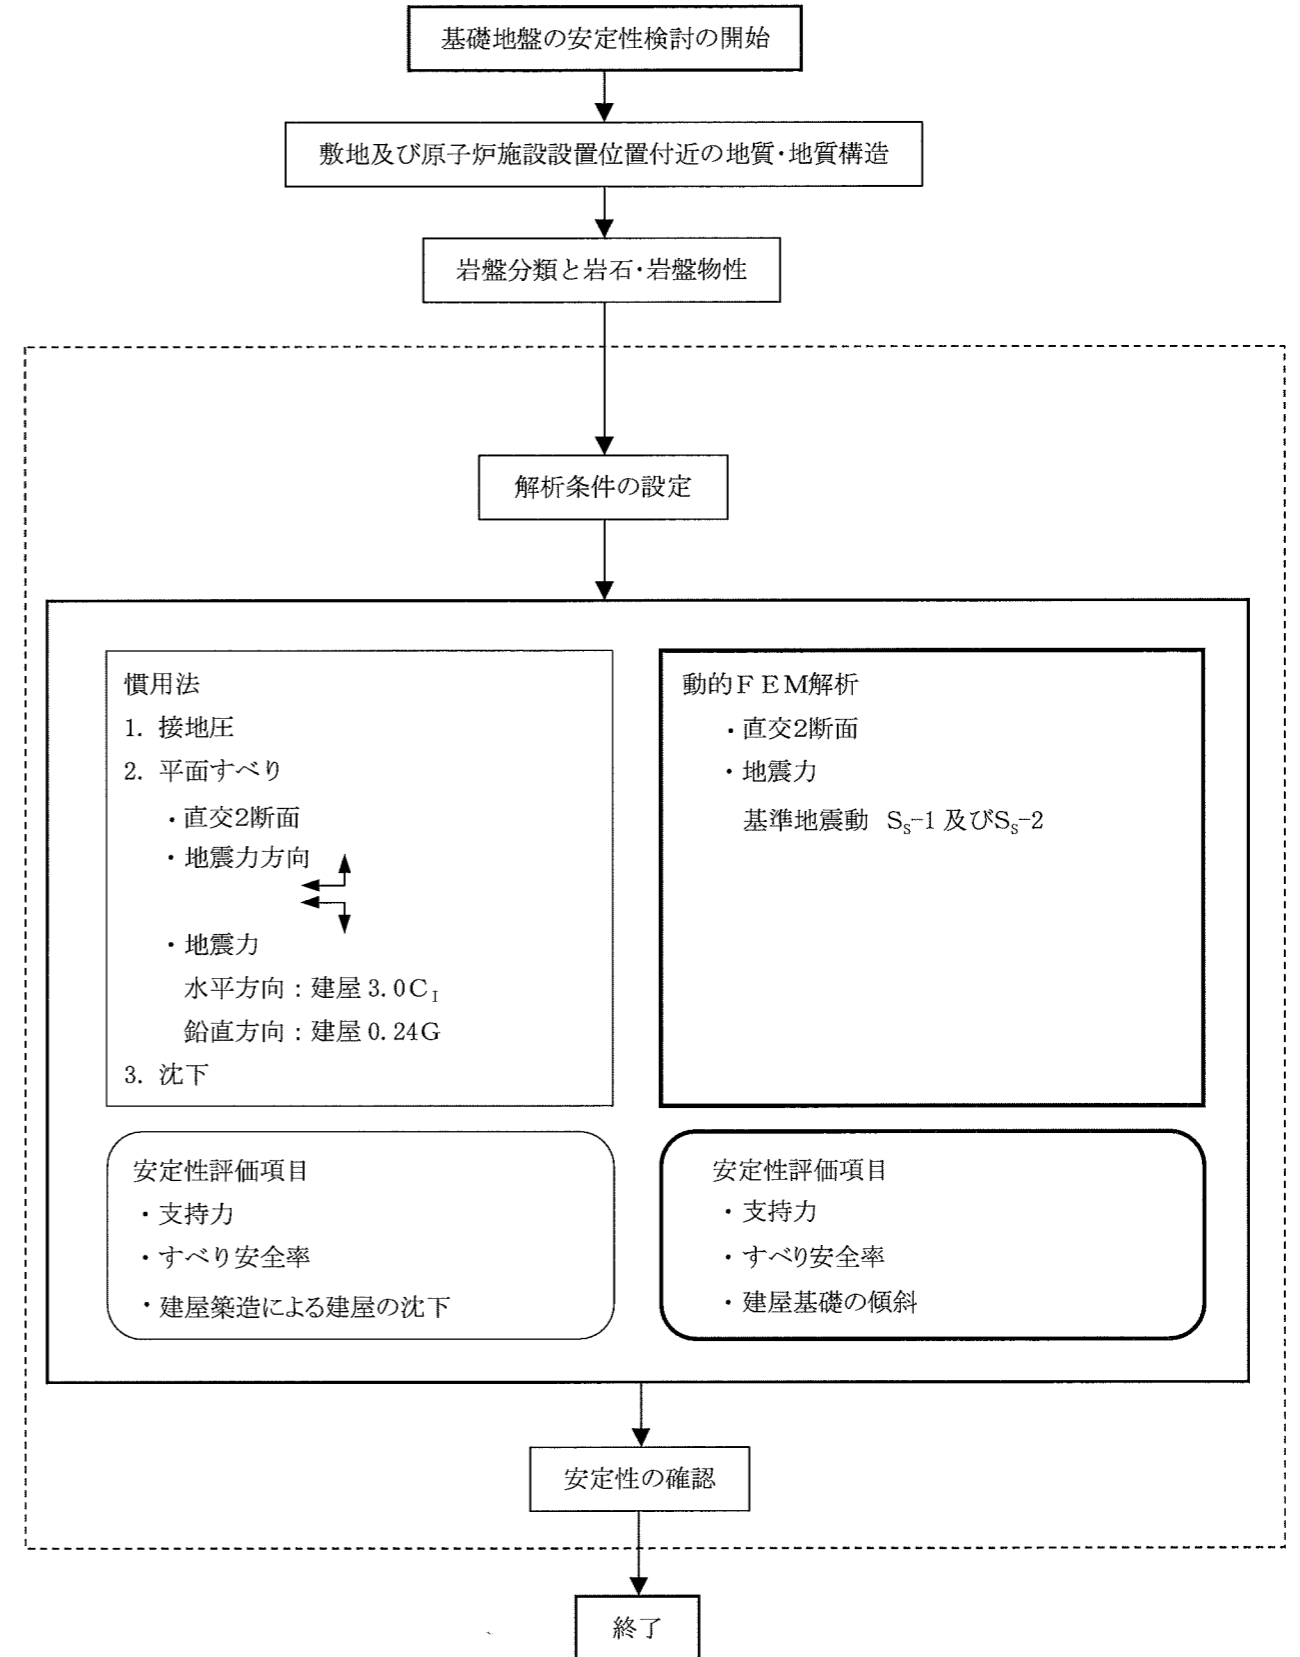 基礎地盤の安定性検討の開始
敷地及び原子炉施設設置位置付近の地質・地質構造
岩盤分類と岩石・岩盤物性
解析条件の設定
慣用法
1. 接地圧
2. 平面すべり
・直交2断面
・地震力方向
・地震力
水平方向：建屋 3.0CI
鉛直方向：建屋 0.24G
3. 沈下
動的ＦＥＭ解析
・直交2断面
・地震力
基準地震動 SS-1 及びSS-2
安定性評価項目
・支持力
・すべり安全率
・建屋築造による建屋の沈下
安定性評価項目
・支持力
・すべり安全率
・建屋基礎の傾斜
安定性の確認
終了